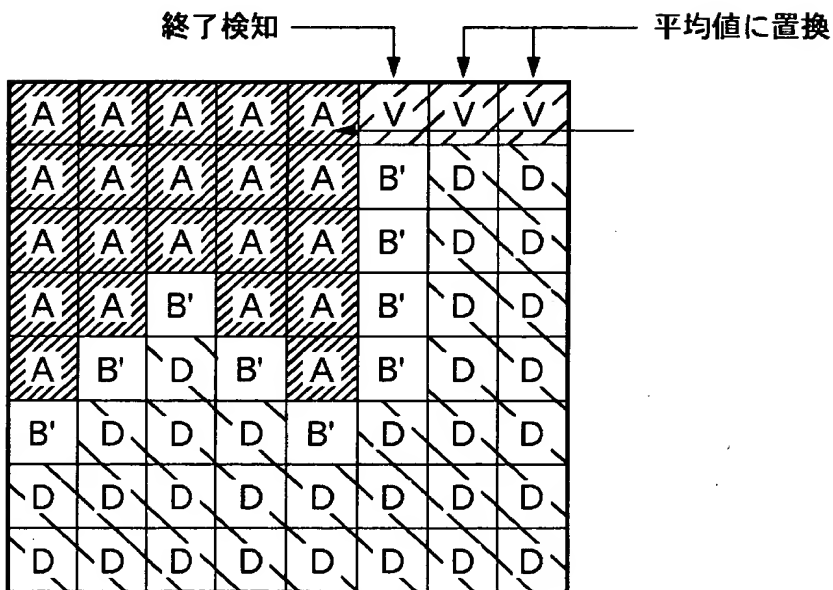 終了検知 平均値に置換
A A A A A V V V
A A A A A B' D D
A A A A A B' D D
A A B' A A B' D D
A B' D B' A B' D D
B' D D D B' D D D
D D D D D D D D
D D D D D D D D